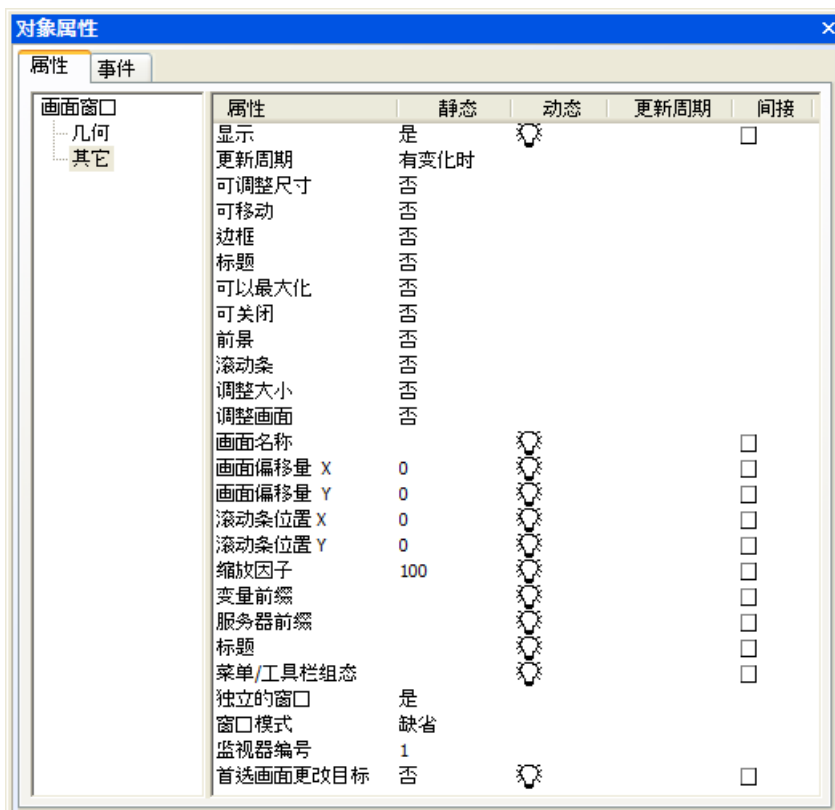 对象属性
属性 事件
画面窗口
几何
其它
属性 静态 动态 更新周期 间接
显示 是
更新周期 有变化时
可调整尺寸 否
可移动 否
边框 否
标题 否
可以最大化 否
可关闭 否
前景 否
滚动条 否
调整大小 否
调整画面 否
画面名称
画面偏移量 X 0
画面偏移量 Y 0
滚动条位置 X 0
滚动条位置 Y 0
缩放因子 100
变量前缀
服务器前缀
标题
菜单/工具栏组态
独立的窗口 是
窗口模式 缺省
监视器编号 1
首选画面更改目标 否